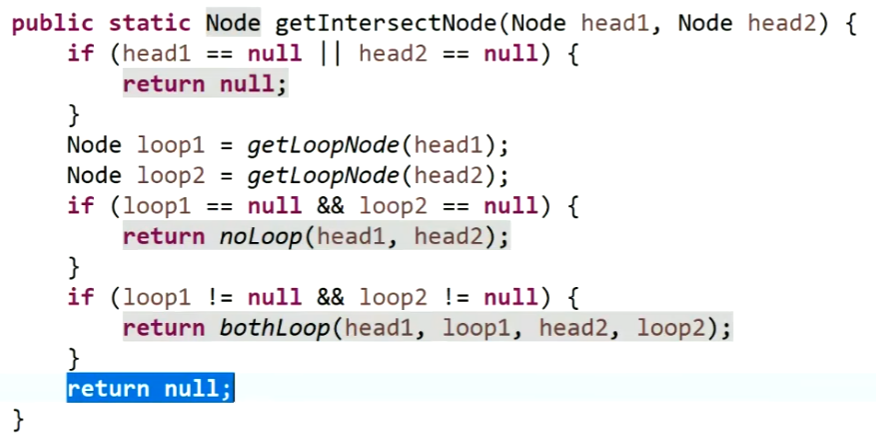 public static Node getIntersectNode(Node head1, Node head2) {
    if (head1 == null || head2 == null) {
        return null;
    }
    Node loop1 = getLoopNode(head1);
    Node loop2 = getLoopNode(head2);
    if (loop1 == null && loop2 == null) {
        return noLoop(head1, head2);
    }
    if (loop1 != null && loop2 != null) {
        return bothLoop(head1, loop1, head2, loop2);
    }
    return null;
}